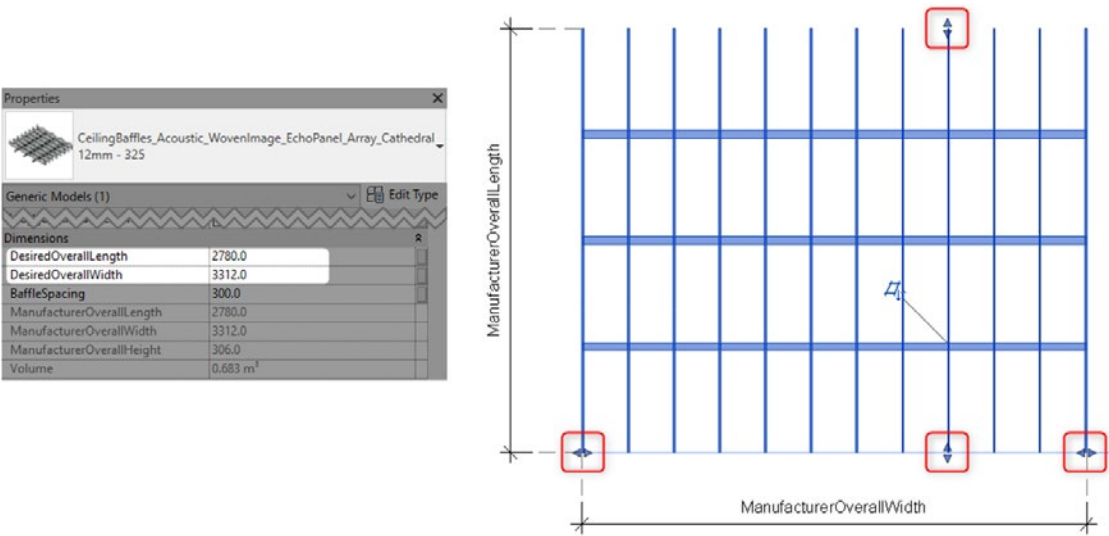 Properties
CeilingBaffles_Acoustic_WovenImage_EchoPanel_Array_Cathedral
12mm - 325
Generic Models (1)
Edit Type
Dimensions
DesiredOverallLength 2780.0
DesiredOverallWidth 3312.0
BaffleSpacing 300.0
ManufacturerOverallLength 2780.0
ManufacturerOverallWidth 3312.0
ManufacturerOverallHeight 306.0
Volume 0.683 m³
ManufacturerOverallLength
ManufacturerOverallWidth